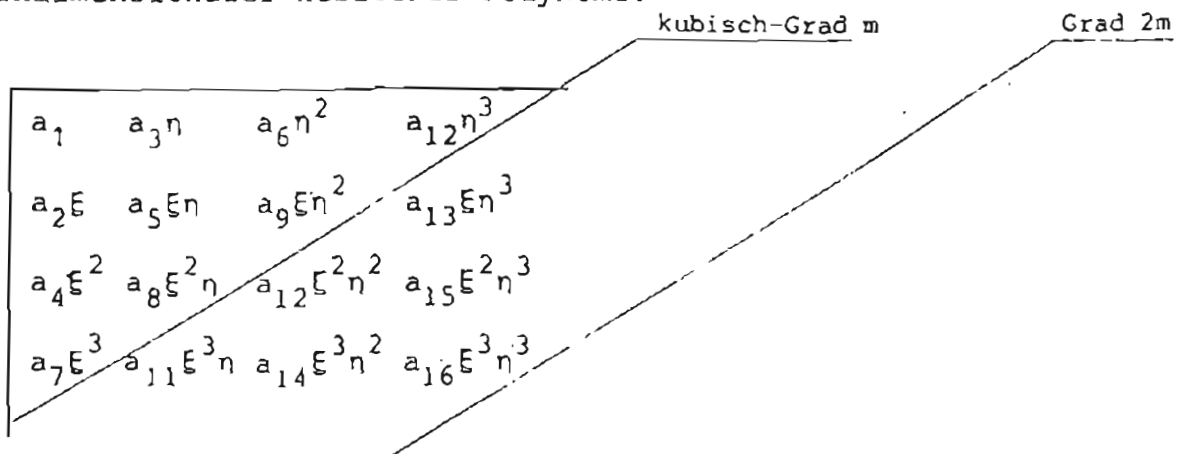 kubisch-Grad m Grad 2m
a₁ a₃η a₆η² a₁₂η³
a₂ξ a₅ξη a₉ξη² a₁₃ξη³
a₄ξ² a₈ξ²η a₁₂ξ²η² a₁₅ξ²η³
a₇ξ³ a₁₁ξ³η a₁₄ξ³η² a₁₆ξ³η³